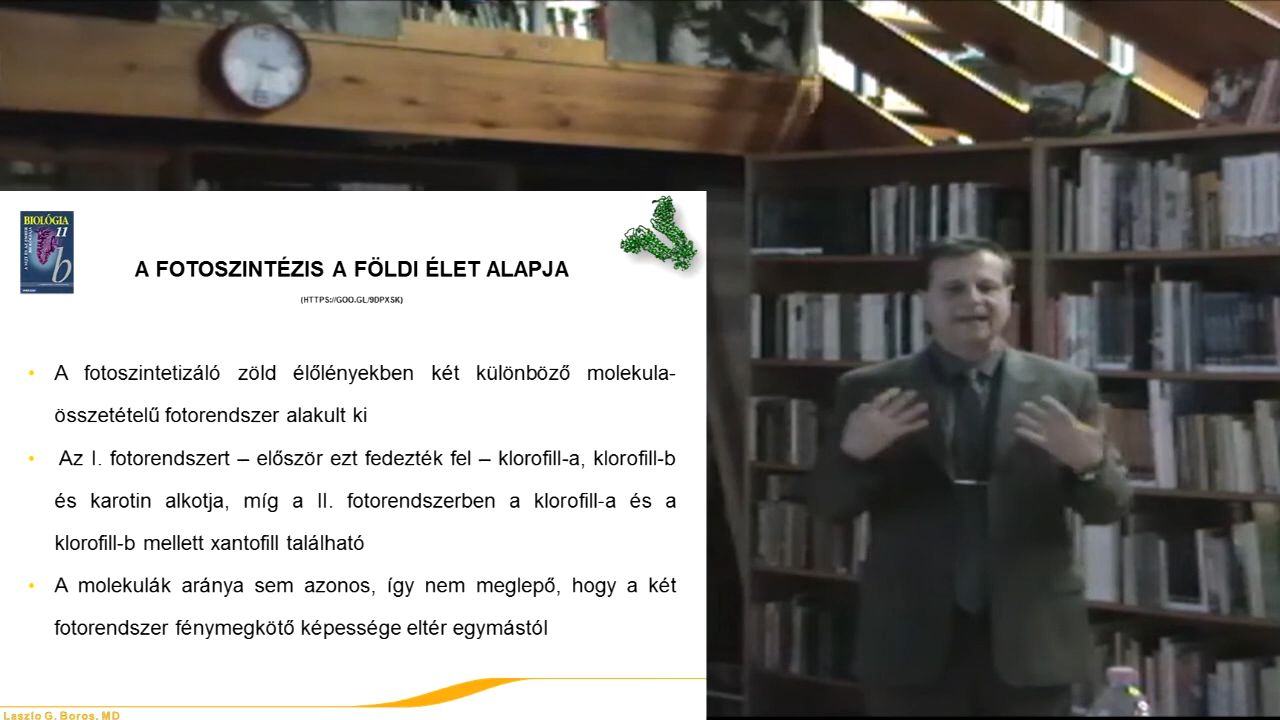 BIOLÓGIA
11
b
A FOTOSZINTÉZIS A FÖLDI ÉLET ALAPJA
(HTTPS://GOO.GL/9DPXSK)
• A fotoszintetizáló zöld élőlényekben két különböző molekula-
összetételű fotorendszer alakult ki
• Az I. fotorendszert – először ezt fedezték fel – klorofill-a, klorofill-b
és karotin alkotja, míg a II. fotorendszerben a klorofill-a és a
klorofill-b mellett xantofill található
• A molekulák aránya sem azonos, így nem meglepő, hogy a két
fotorendszer fénymegkötő képessége eltér egymástól
Laszlo G. Boros, MD